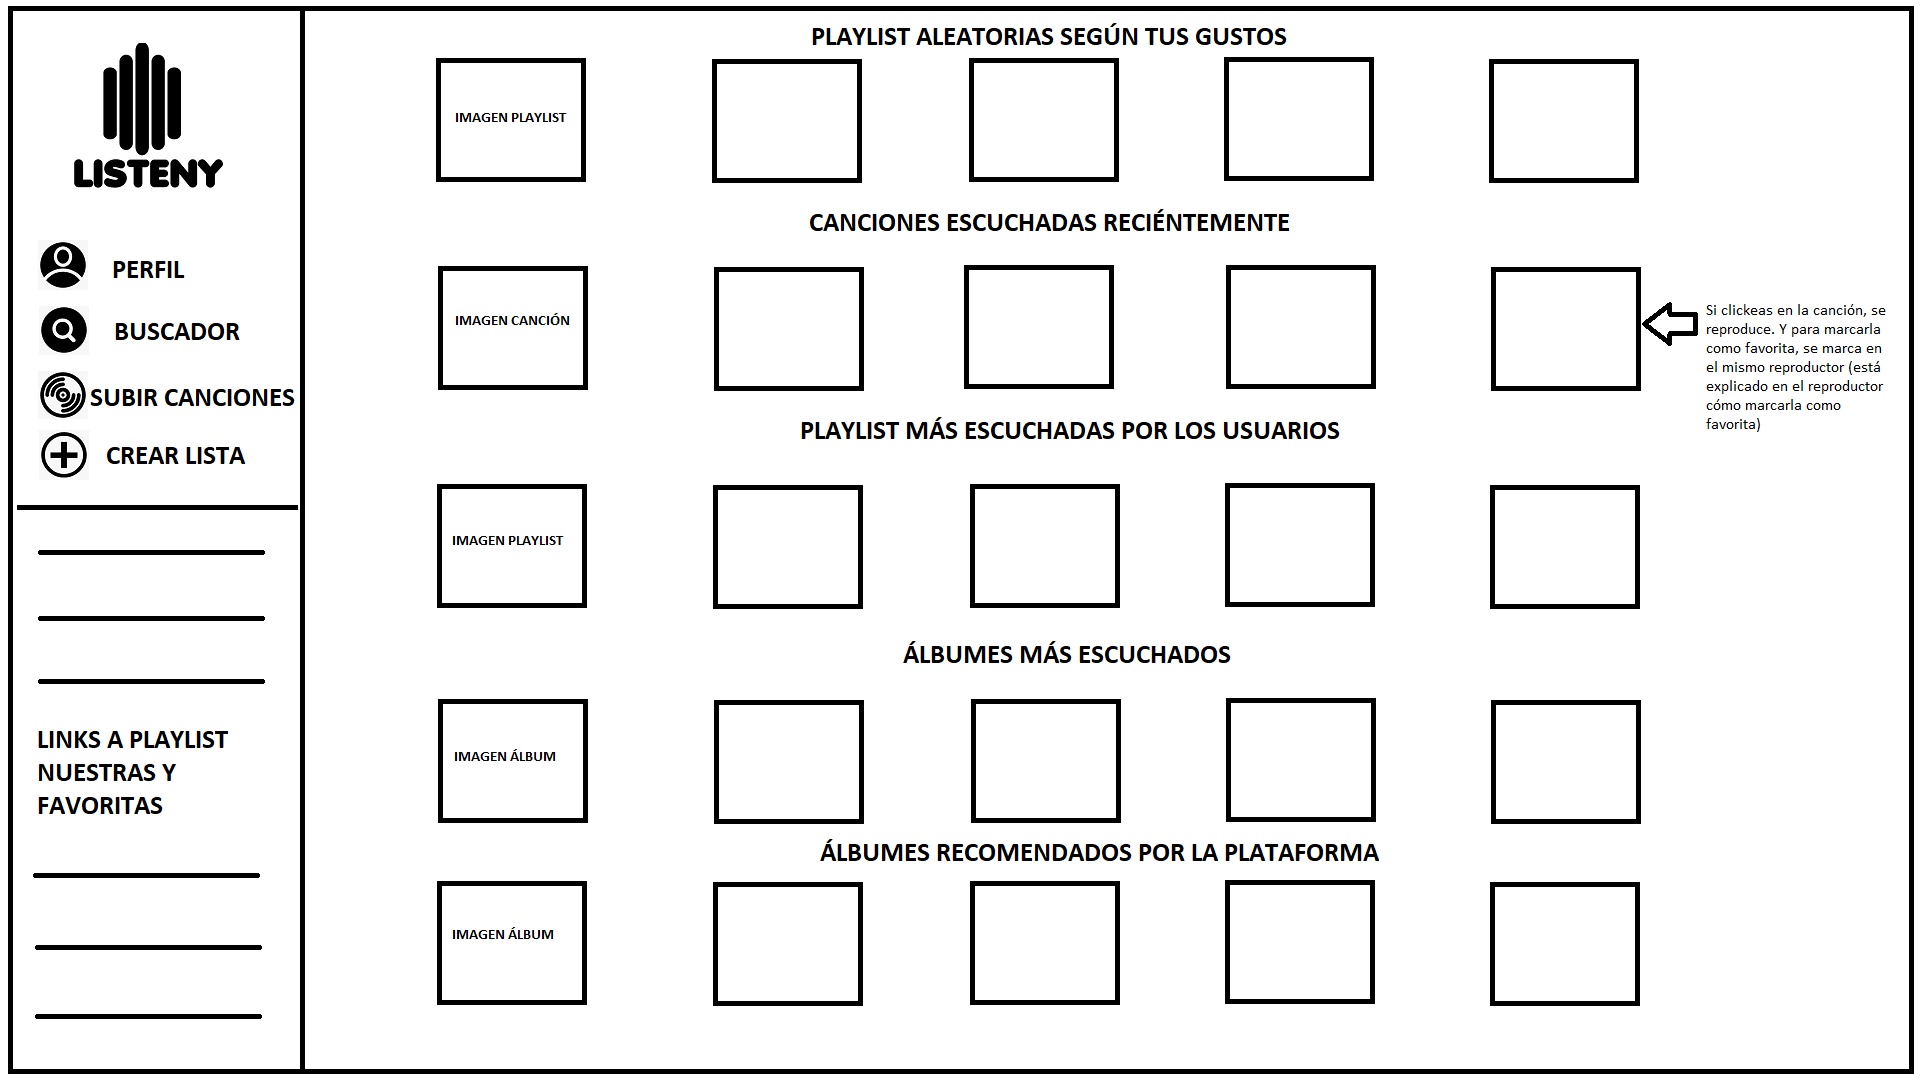 LISTENY
PERFIL
BUSCADOR
SUBIR CANCIONES
CREAR LISTA
LINKS A PLAYLIST
NUESTRAS Y
FAVORITAS
PLAYLIST ALEATORIAS SEGÚN TUS GUSTOS
IMAGEN PLAYLIST
CANCIONES ESCUCHADAS RECIÉNTEMENTE
IMAGEN CANCIÓN
Si clickeas en la canción, se
reproduce. Y para marcarla
como favorita, se marca en
el mismo reproductor (está
explicado en el reproductor
cómo marcarla como
favorita)
PLAYLIST MÁS ESCUCHADAS POR LOS USUARIOS
IMAGEN PLAYLIST
ÁLBUMES MÁS ESCUCHADOS
IMAGEN ÁLBUM
ÁLBUMES RECOMENDADOS POR LA PLATAFORMA
IMAGEN ÁLBUM